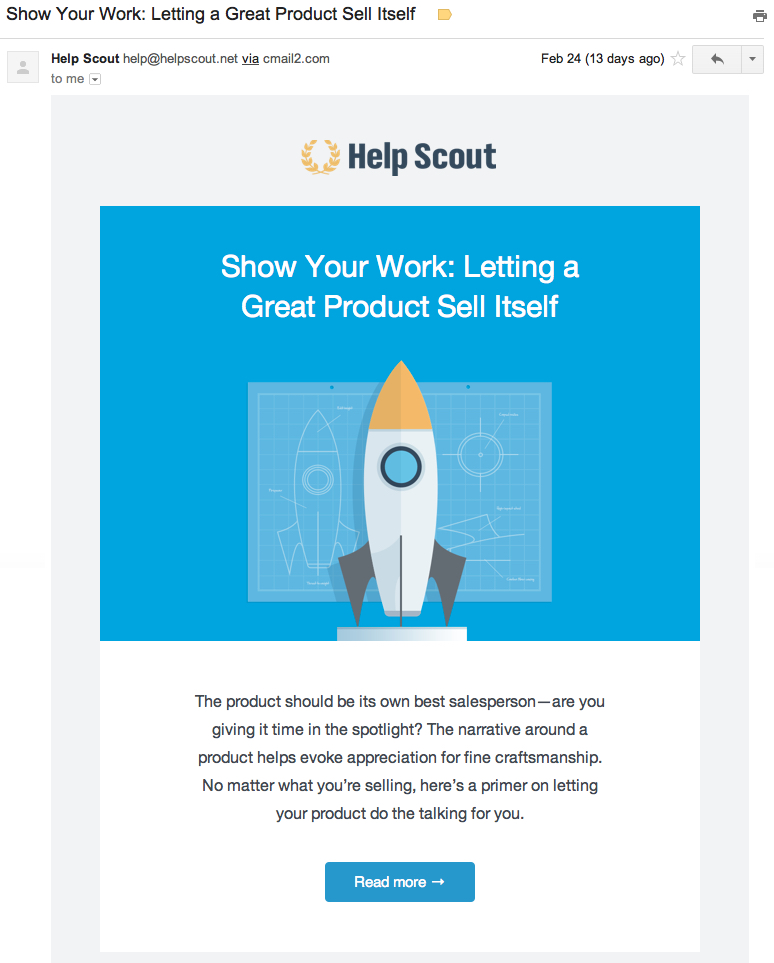 Show Your Work: Letting a Great Product Sell Itself
Help Scout help@helpscout.net via cmail2.com
Feb 24 (13 days ago)
to me
Help Scout
Show Your Work: Letting a
Great Product Sell Itself
The product should be its own best salesperson—are you
giving it time in the spotlight? The narrative around a
product helps evoke appreciation for fine craftsmanship.
No matter what you’re selling, here’s a primer on letting
your product do the talking for you.
Read more →